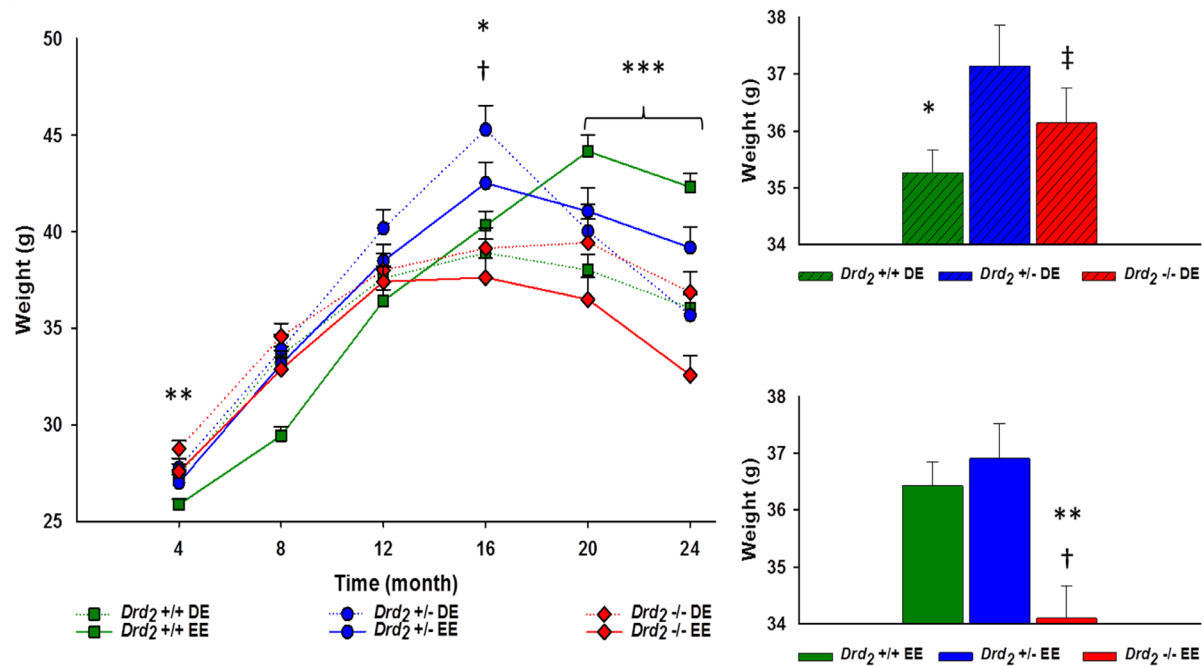 50
45
40
35
30
25
Weight (g)
*
†
***
**
4 8 12 16 20 24
Time (month)
Drd2 +/+ DE Drd2 +/- DE Drd2 -/- DE
Drd2 +/+ EE Drd2 +/- EE Drd2 -/- EE
38
37
36
35
34
Weight (g)
*
‡
Drd2 +/+ DE Drd2 +/- DE Drd2 -/- DE
38
37
36
35
34
Weight (g)
**
†
Drd2 +/+ EE Drd2 +/- EE Drd2 -/- EE